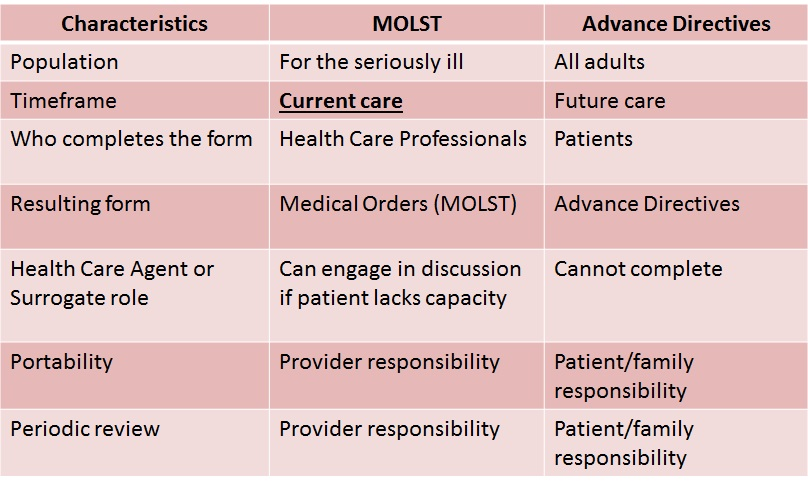 Characteristics MOLST Advance Directives
Population For the seriously ill All adults
Timeframe Current care Future care
Who completes the form Health Care Professionals Patients
Resulting form Medical Orders (MOLST) Advance Directives
Health Care Agent or Can engage in discussion Cannot complete
Surrogate role if patient lacks capacity
Portability Provider responsibility Patient/family
responsibility
Periodic review Provider responsibility Patient/family
responsibility